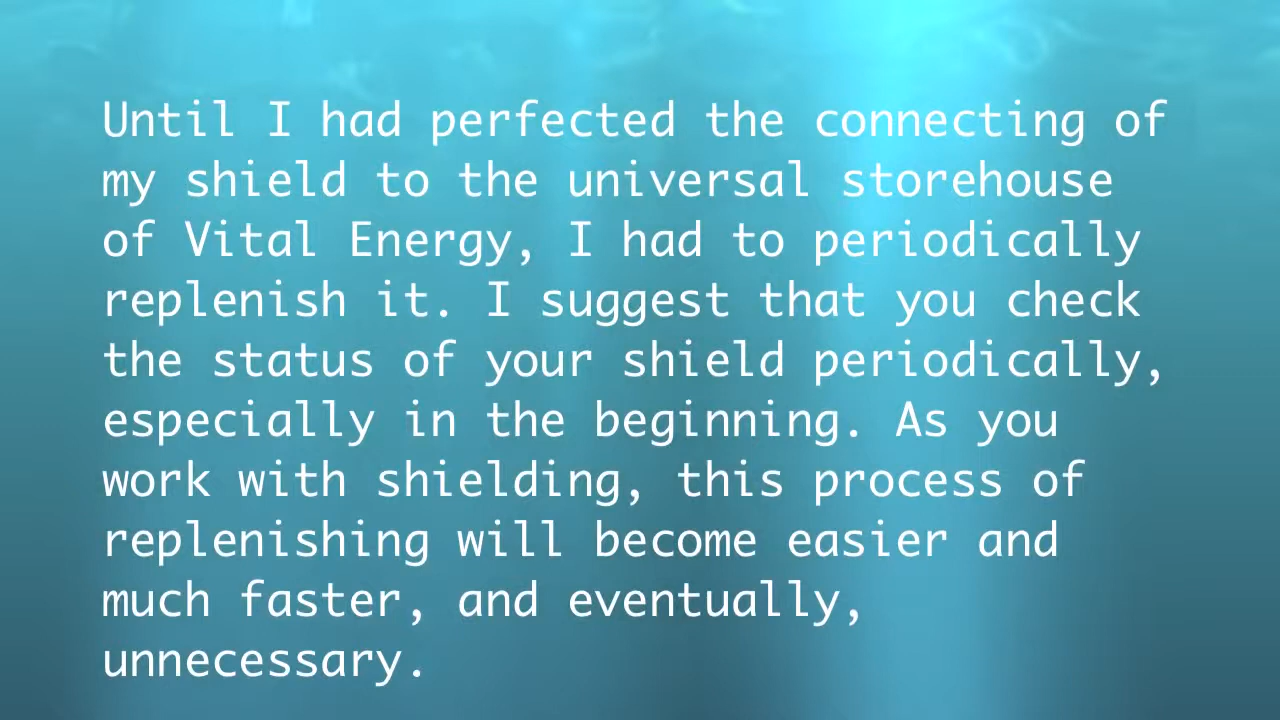 Until I had perfected the connecting of
my shield to the universal storehouse
of Vital Energy, I had to periodically
replenish it. I suggest that you check
the status of your shield periodically,
especially in the beginning. As you
work with shielding, this process of
replenishing will become easier and
much faster, and eventually,
unnecessary.